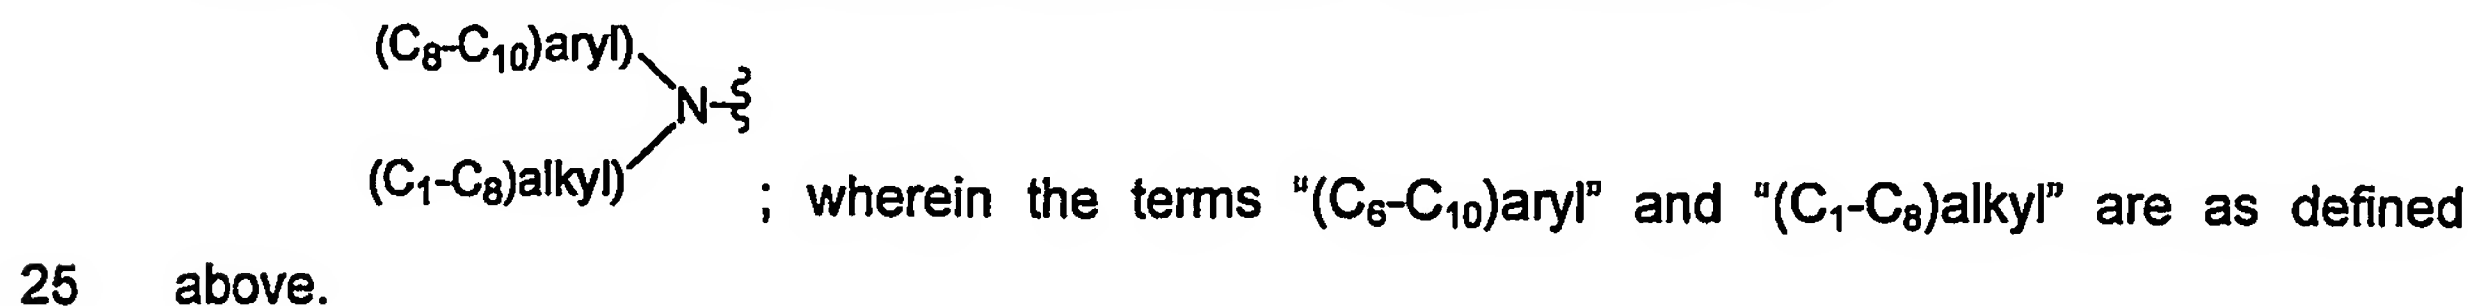 (C₈-C₁₀)aryl)
N
(C₁-C₈)alkyl)
; wherein the terms "(C₆-C₁₀)aryl" and "(C₁-C₈)alkyl" are as defined
25 above.